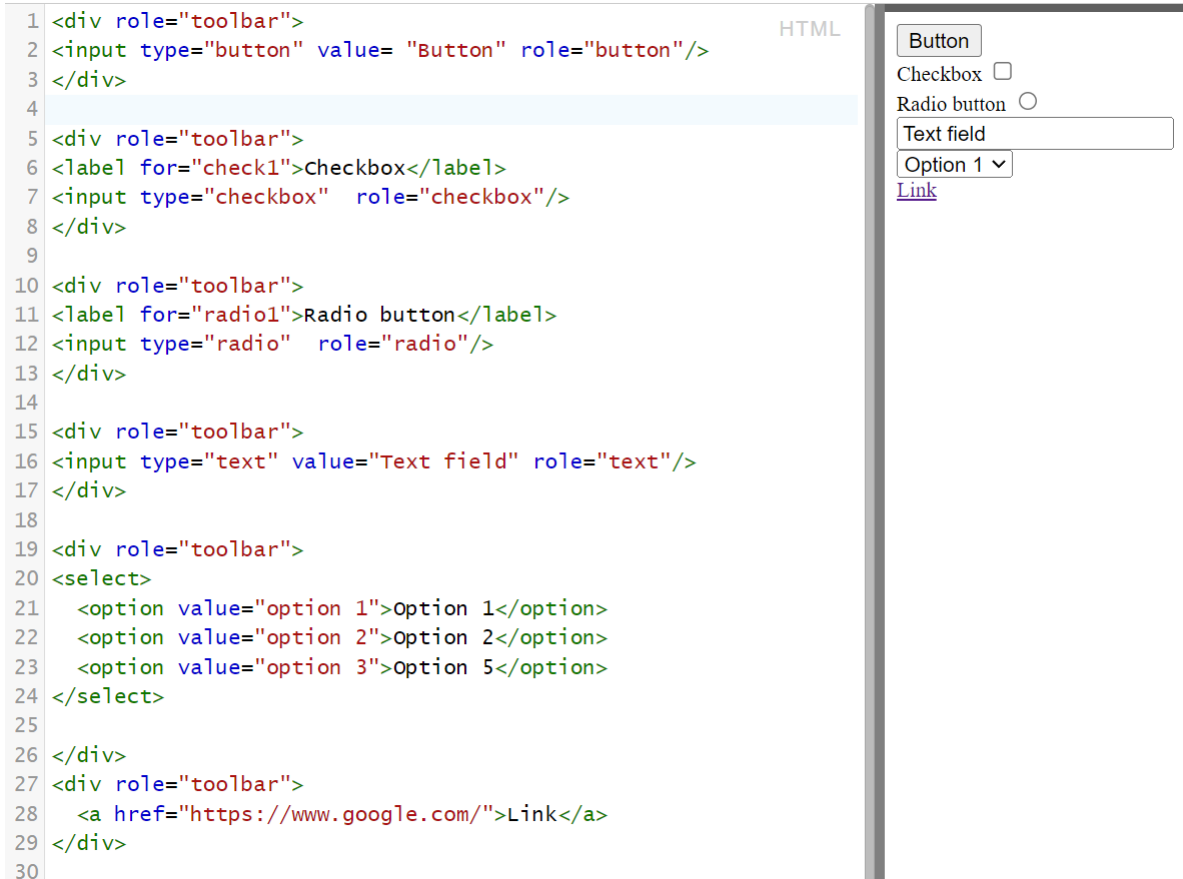 HTML
1 <div role="toolbar">
2 <input type="button" value= "Button" role="button"/>
3 </div>
4
5 <div role="toolbar">
6 <label for="check1">Checkbox</label>
7 <input type="checkbox"  role="checkbox"/>
8 </div>
9
10 <div role="toolbar">
11 <label for="radio1">Radio button</label>
12 <input type="radio"  role="radio"/>
13 </div>
14
15 <div role="toolbar">
16 <input type="text" value="Text field" role="text"/>
17 </div>
18
19 <div role="toolbar">
20 <select>
21   <option value="option 1">Option 1</option>
22   <option value="option 2">Option 2</option>
23   <option value="option 3">Option 5</option>
24 </select>
25
26 </div>
27 <div role="toolbar">
28   <a href="https://www.google.com/">Link</a>
29 </div>
30
Button
Checkbox
Radio button
Text field
Option 1
Link